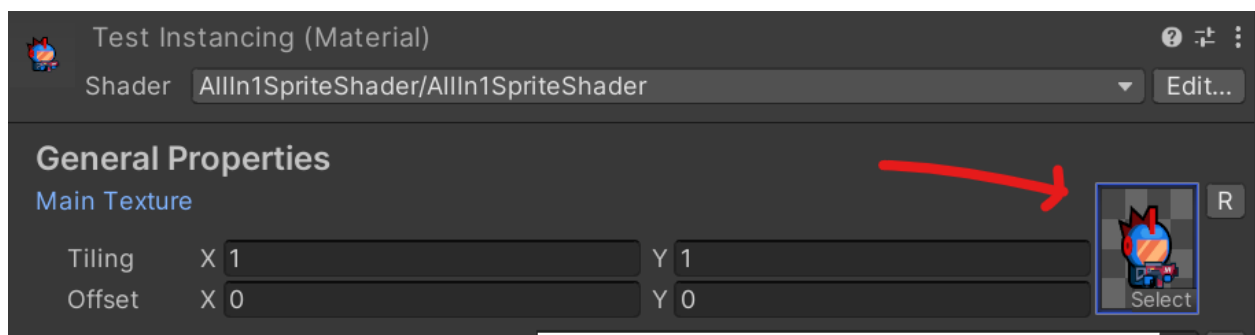 Test Instancing (Material)
Shader AllIn1SpriteShader/AllIn1SpriteShader Edit...
General Properties
Main Texture R
Tiling X 1 Y 1
Offset X 0 Y 0
Select